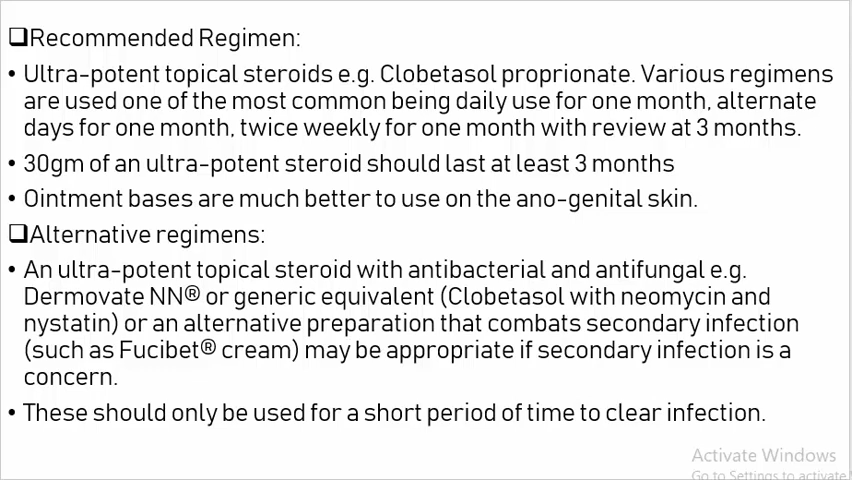 ❑Recommended Regimen:
• Ultra-potent topical steroids e.g. Clobetasol proprionate. Various regimens
are used one of the most common being daily use for one month, alternate
days for one month, twice weekly for one month with review at 3 months.
• 30gm of an ultra-potent steroid should last at least 3 months
• Ointment bases are much better to use on the ano-genital skin.
❑Alternative regimens:
• An ultra-potent topical steroid with antibacterial and antifungal e.g.
Dermovate NN® or generic equivalent (Clobetasol with neomycin and
nystatin) or an alternative preparation that combats secondary infection
(such as Fucibet® cream) may be appropriate if secondary infection is a
concern.
• These should only be used for a short period of time to clear infection.
Activate Windows
Go to Settings to activate